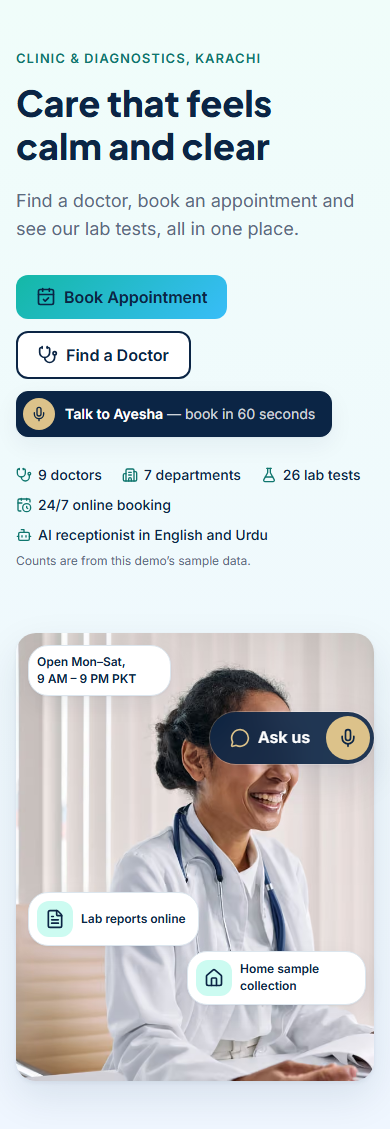 CLINIC & DIAGNOSTICS, KARACHI
Care that feels
calm and clear
Find a doctor, book an appointment and
see our lab tests, all in one place.
Book Appointment
Find a Doctor
Talk to Ayesha — book in 60 seconds
9 doctors 7 departments 26 lab tests
24/7 online booking
AI receptionist in English and Urdu
Counts are from this demo’s sample data.
Open Mon–Sat,
9 AM – 9 PM PKT
Ask us
Lab reports online
Home sample
collection